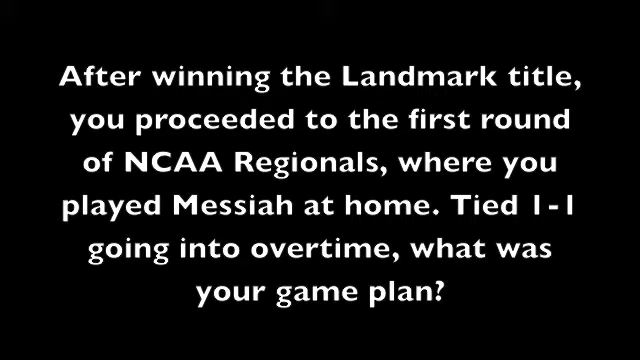 After winning the Landmark title,
you proceeded to the first round
of NCAA Regionals, where you
played Messiah at home. Tied 1-1
going into overtime, what was
your game plan?